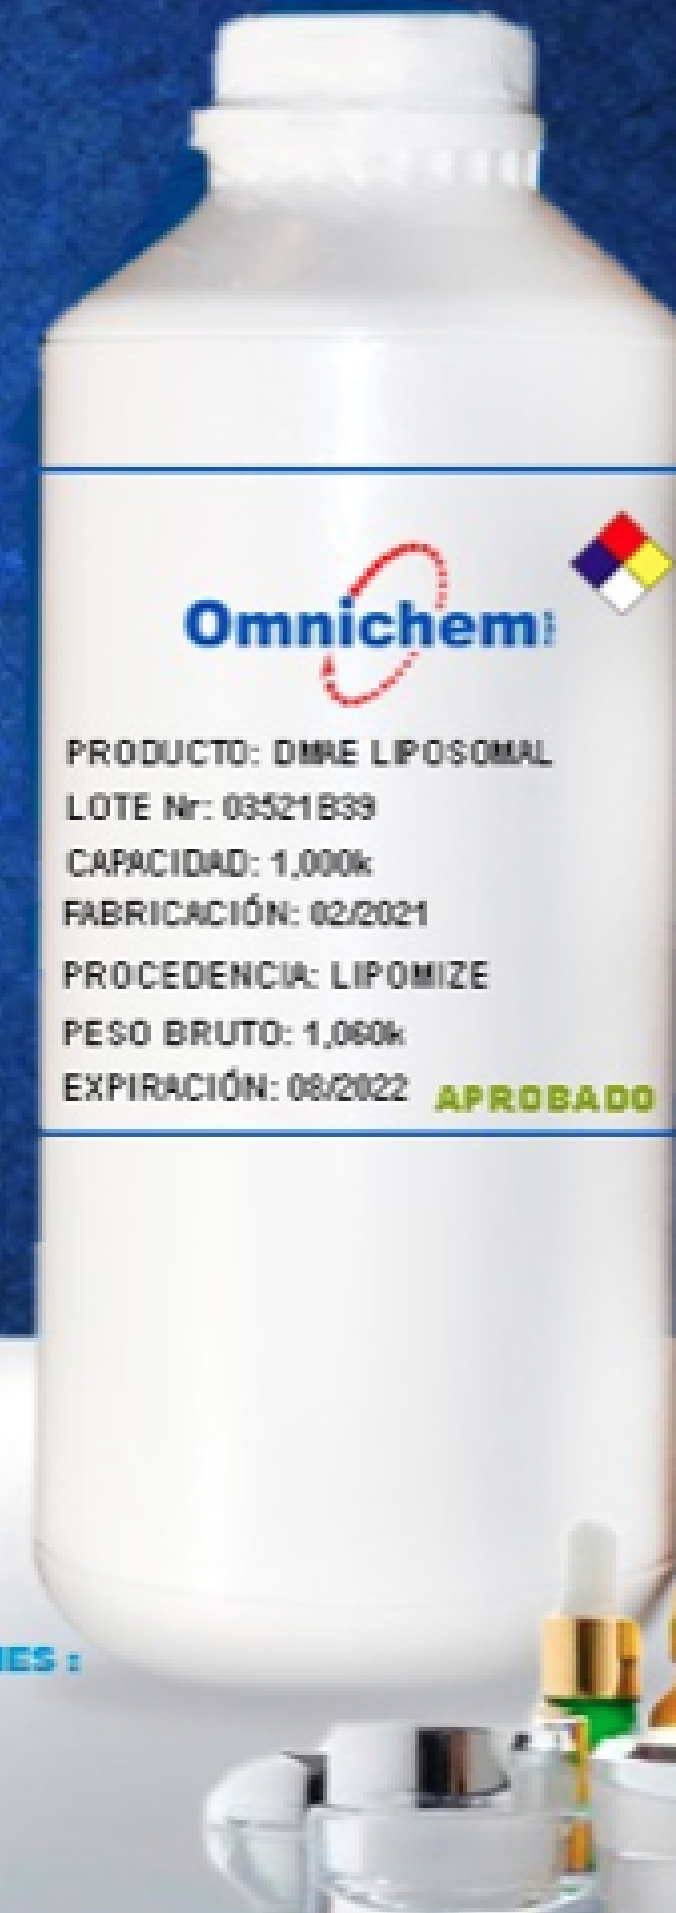 Omnichem
PRODUCTO: DMAE LIPOSOMAL
LOTE Nr: 03521B39
CAPACIDAD: 1,000k
FABRICACIÓN: 02/2021
PROCEDENCIA: LIPOMIZE
PESO BRUTO: 1,060k
EXPIRACIÓN: 08/2022 APROBADO
NES :